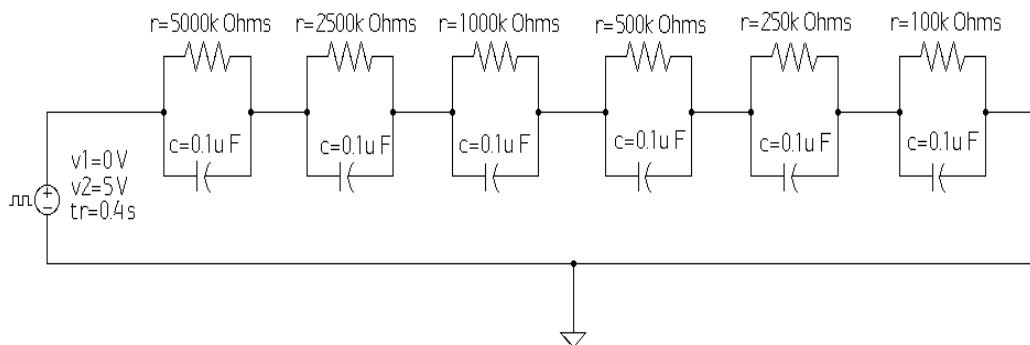 r=5000k Ohms
r=2500k Ohms
r=1000k Ohms
r=500k Ohms
r=250k Ohms
r=100k Ohms
c=0.1u F
c=0.1u F
c=0.1u F
c=0.1u F
c=0.1u F
c=0.1u F
v1=0 V
v2=5V
tr=0.4s